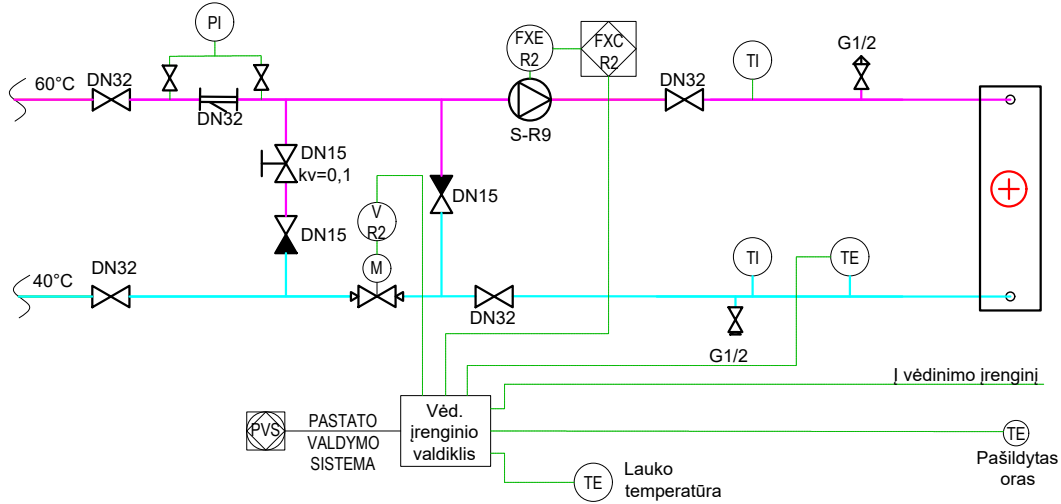 PI
FXE
R2
FXC
R2
G1/2
60°C
DN32
DN32
TI
DN32
S-R9
DN15
kv=0,1
V
R2
DN15
DN15
M
TI
TE
40°C
DN32
DN32
G1/2
Į vėdinimo įrenginį
PVS
PASTATO
VALDYMO
SISTEMA
Vėd.
įrenginio
valdiklis
TE
Pašildytas
oras
TE
Lauko
temperatūra